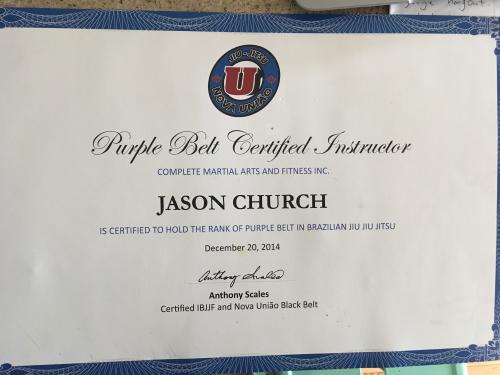 JIU-JITSU
U
NOVA UNIÃO
Purple Belt Certified Instructor
COMPLETE MARTIAL ARTS AND FITNESS INC.
JASON CHURCH
IS CERTIFIED TO HOLD THE RANK OF PURPLE BELT IN BRAZILIAN JIU JIU JITSU
December 20, 2014
Anthony Scales
Anthony Scales
Certified IBJJF and Nova União Black Belt